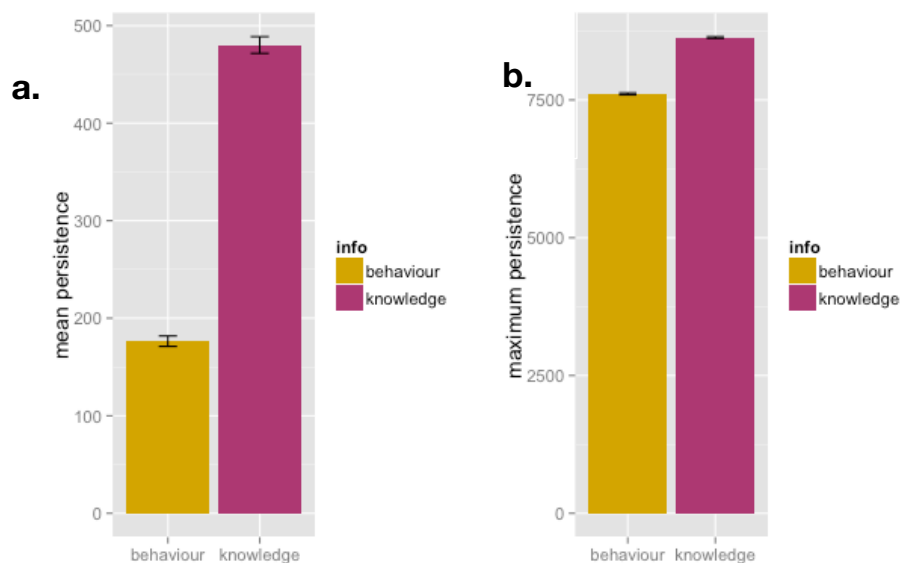 a.
mean persistence
500
400
300
200
100
0
behaviour knowledge
info
behaviour
knowledge
b.
maximum persistence
7500
5000
2500
0
behaviour knowledge
info
behaviour
knowledge